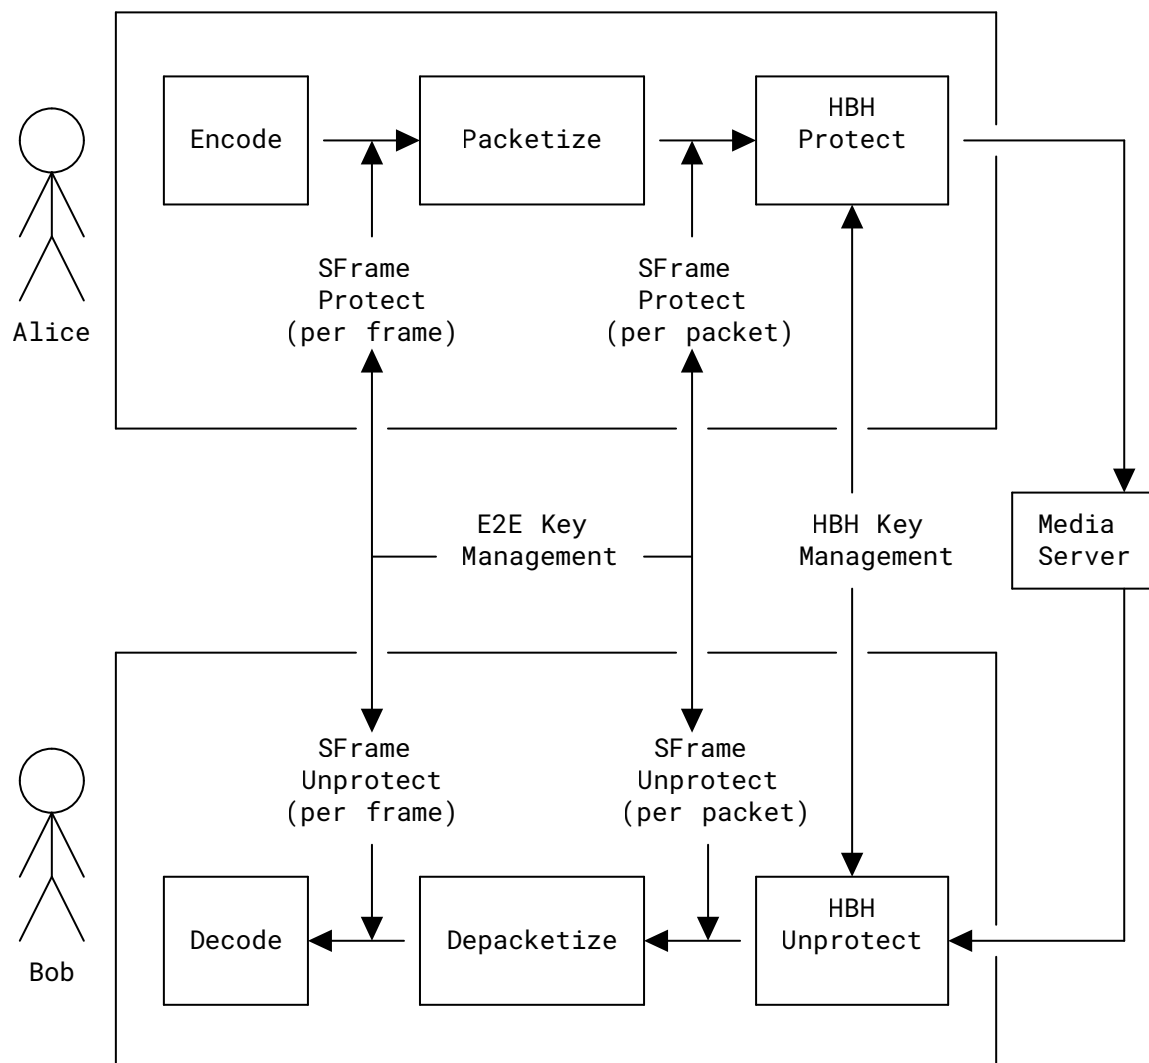 Encode
Packetize
HBH
Protect
SFrame
Protect
(per frame)
SFrame
Protect
(per packet)
Alice
E2E Key
Management
HBH Key
Management
Media
Server
SFrame
Unprotect
(per frame)
SFrame
Unprotect
(per packet)
Decode
Depacketize
HBH
Unprotect
Bob